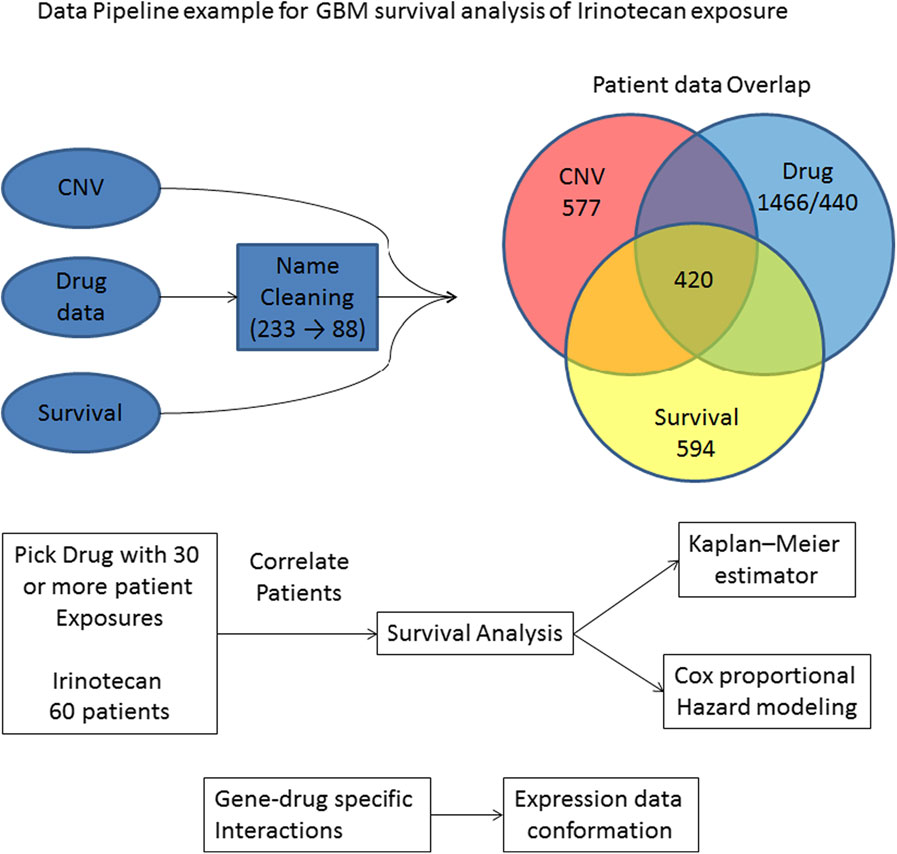 Data Pipeline example for GBM survival analysis of Irinotecan exposure
CNV
Drug
data
Survival
Name
Cleaning
(233 → 88)
Patient data Overlap
CNV
577
Drug
1466/440
420
Survival
594
Pick Drug with 30
or more patient
Exposures
Irinotecan
60 patients
Correlate
Patients
Survival Analysis
Kaplan–Meier
estimator
Cox proportional
Hazard modeling
Gene-drug specific
Interactions
Expression data
conformation